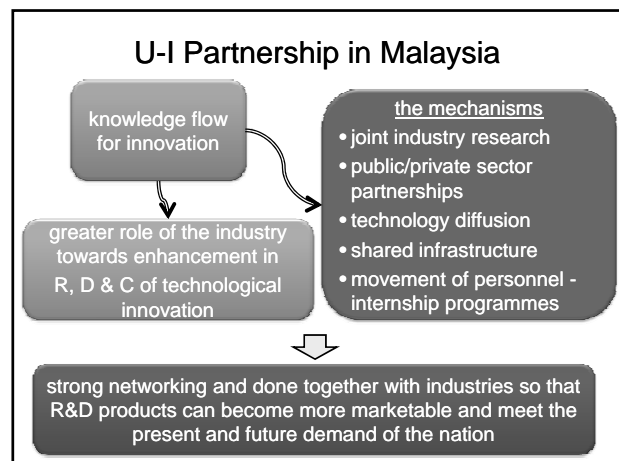 U-I Partnership in Malaysia
knowledge flow
for innovation
greater role of the industry
towards enhancement in
R, D & C of technological
innovation
the mechanisms
• joint industry research
• public/private sector
partnerships
• technology diffusion
• shared infrastructure
• movement of personnel -
internship programmes
strong networking and done together with industries so that
R&D products can become more marketable and meet the
present and future demand of the nation